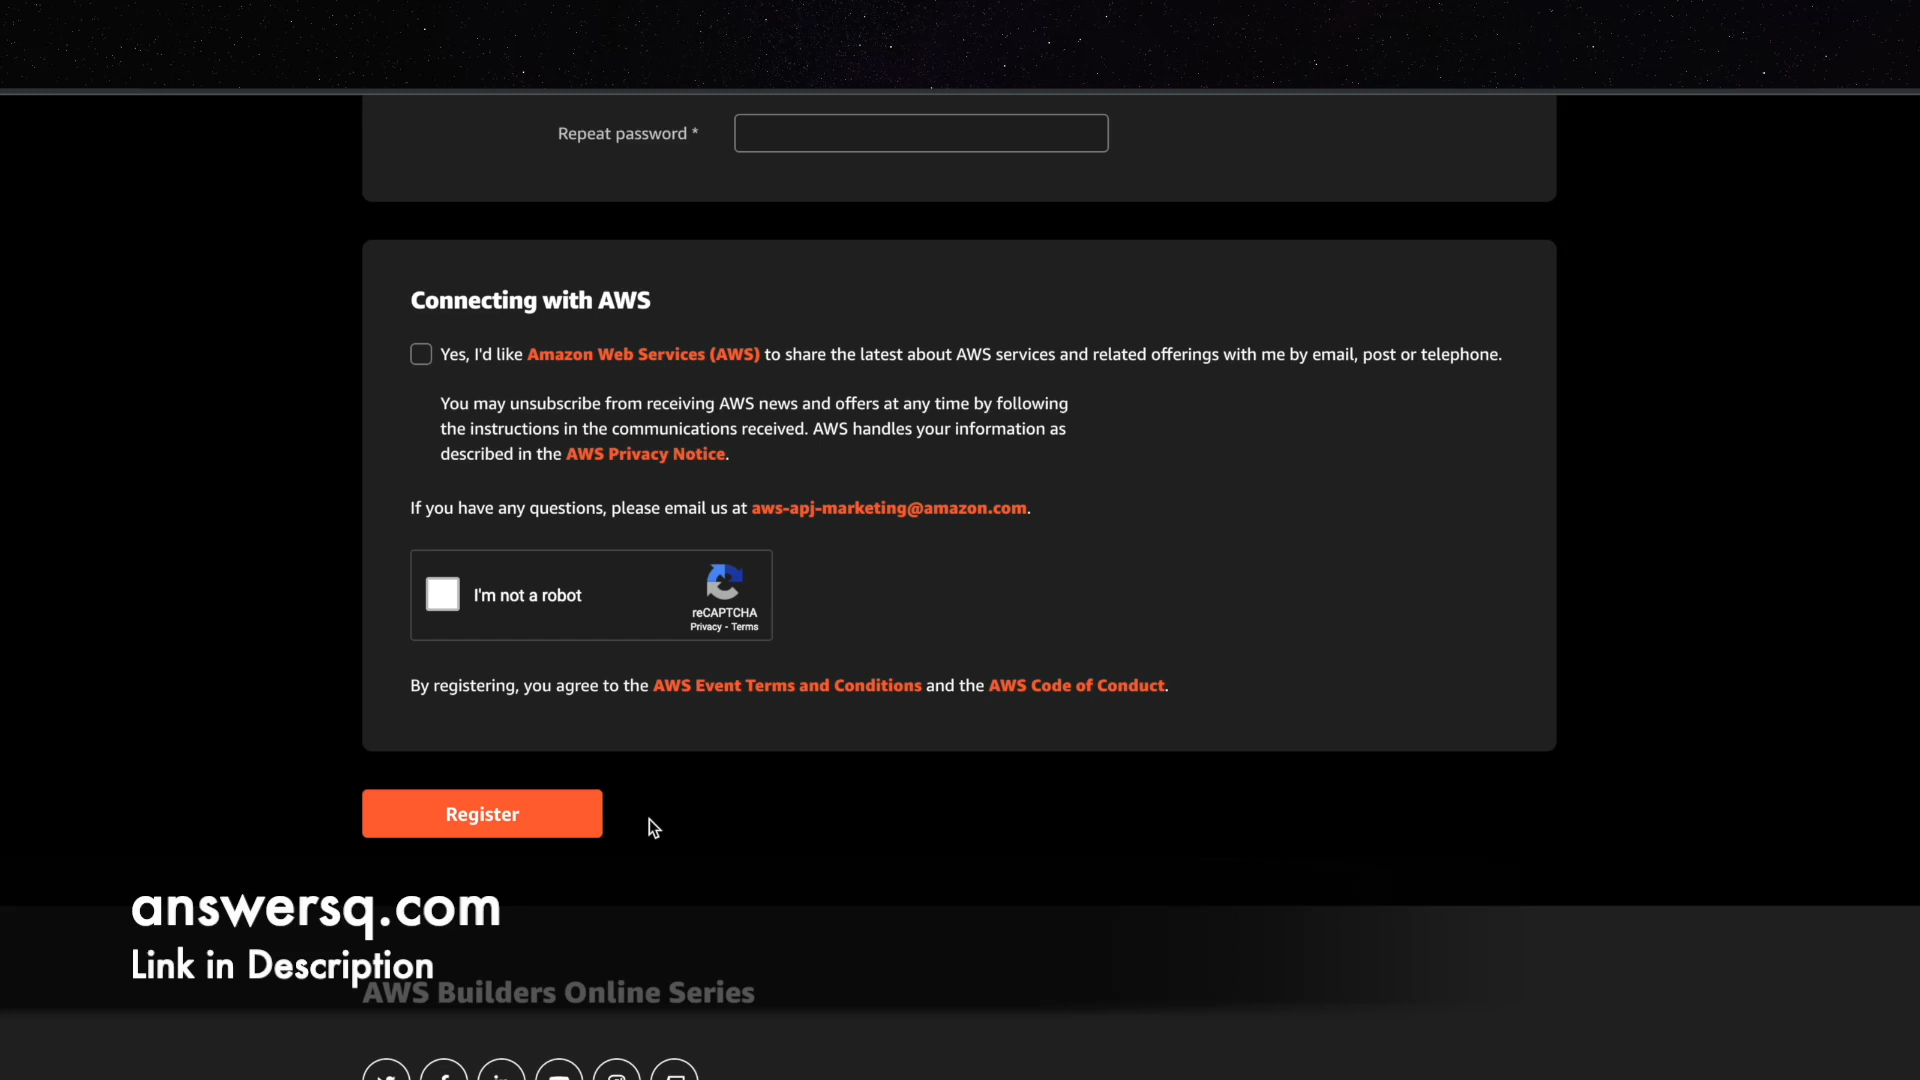 Repeat password *
Connecting with AWS
Yes, I'd like Amazon Web Services (AWS) to share the latest about AWS services and related offerings with me by email, post or telephone.
You may unsubscribe from receiving AWS news and offers at any time by following
the instructions in the communications received. AWS handles your information as
described in the AWS Privacy Notice.
If you have any questions, please email us at aws-apj-marketing@amazon.com.
I'm not a robot
reCAPTCHA
Privacy - Terms
By registering, you agree to the AWS Event Terms and Conditions and the AWS Code of Conduct.
Register
answersq.com
Link in Description
AWS Builders Online Series